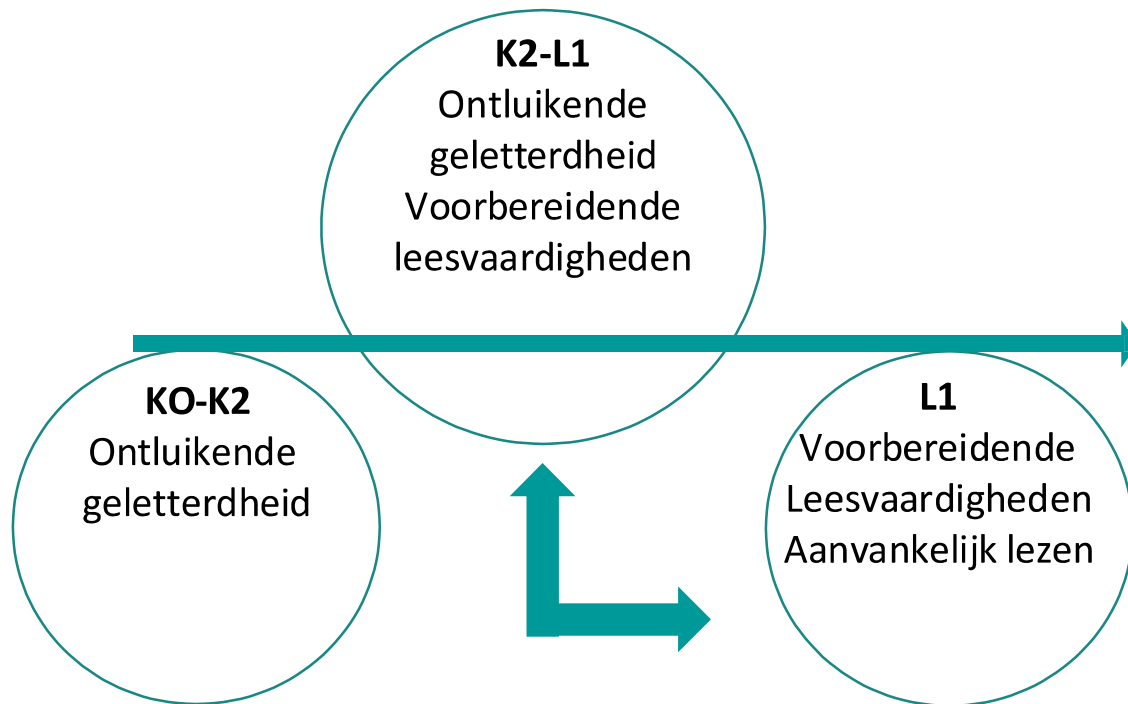 K2-L1
Ontluikende
geletterdheid
Voorbereidende
leesvaardigheden
KO-K2
Ontluikende
geletterdheid
L1
Voorbereidende
Leesvaardigheden
Aanvankelijk lezen